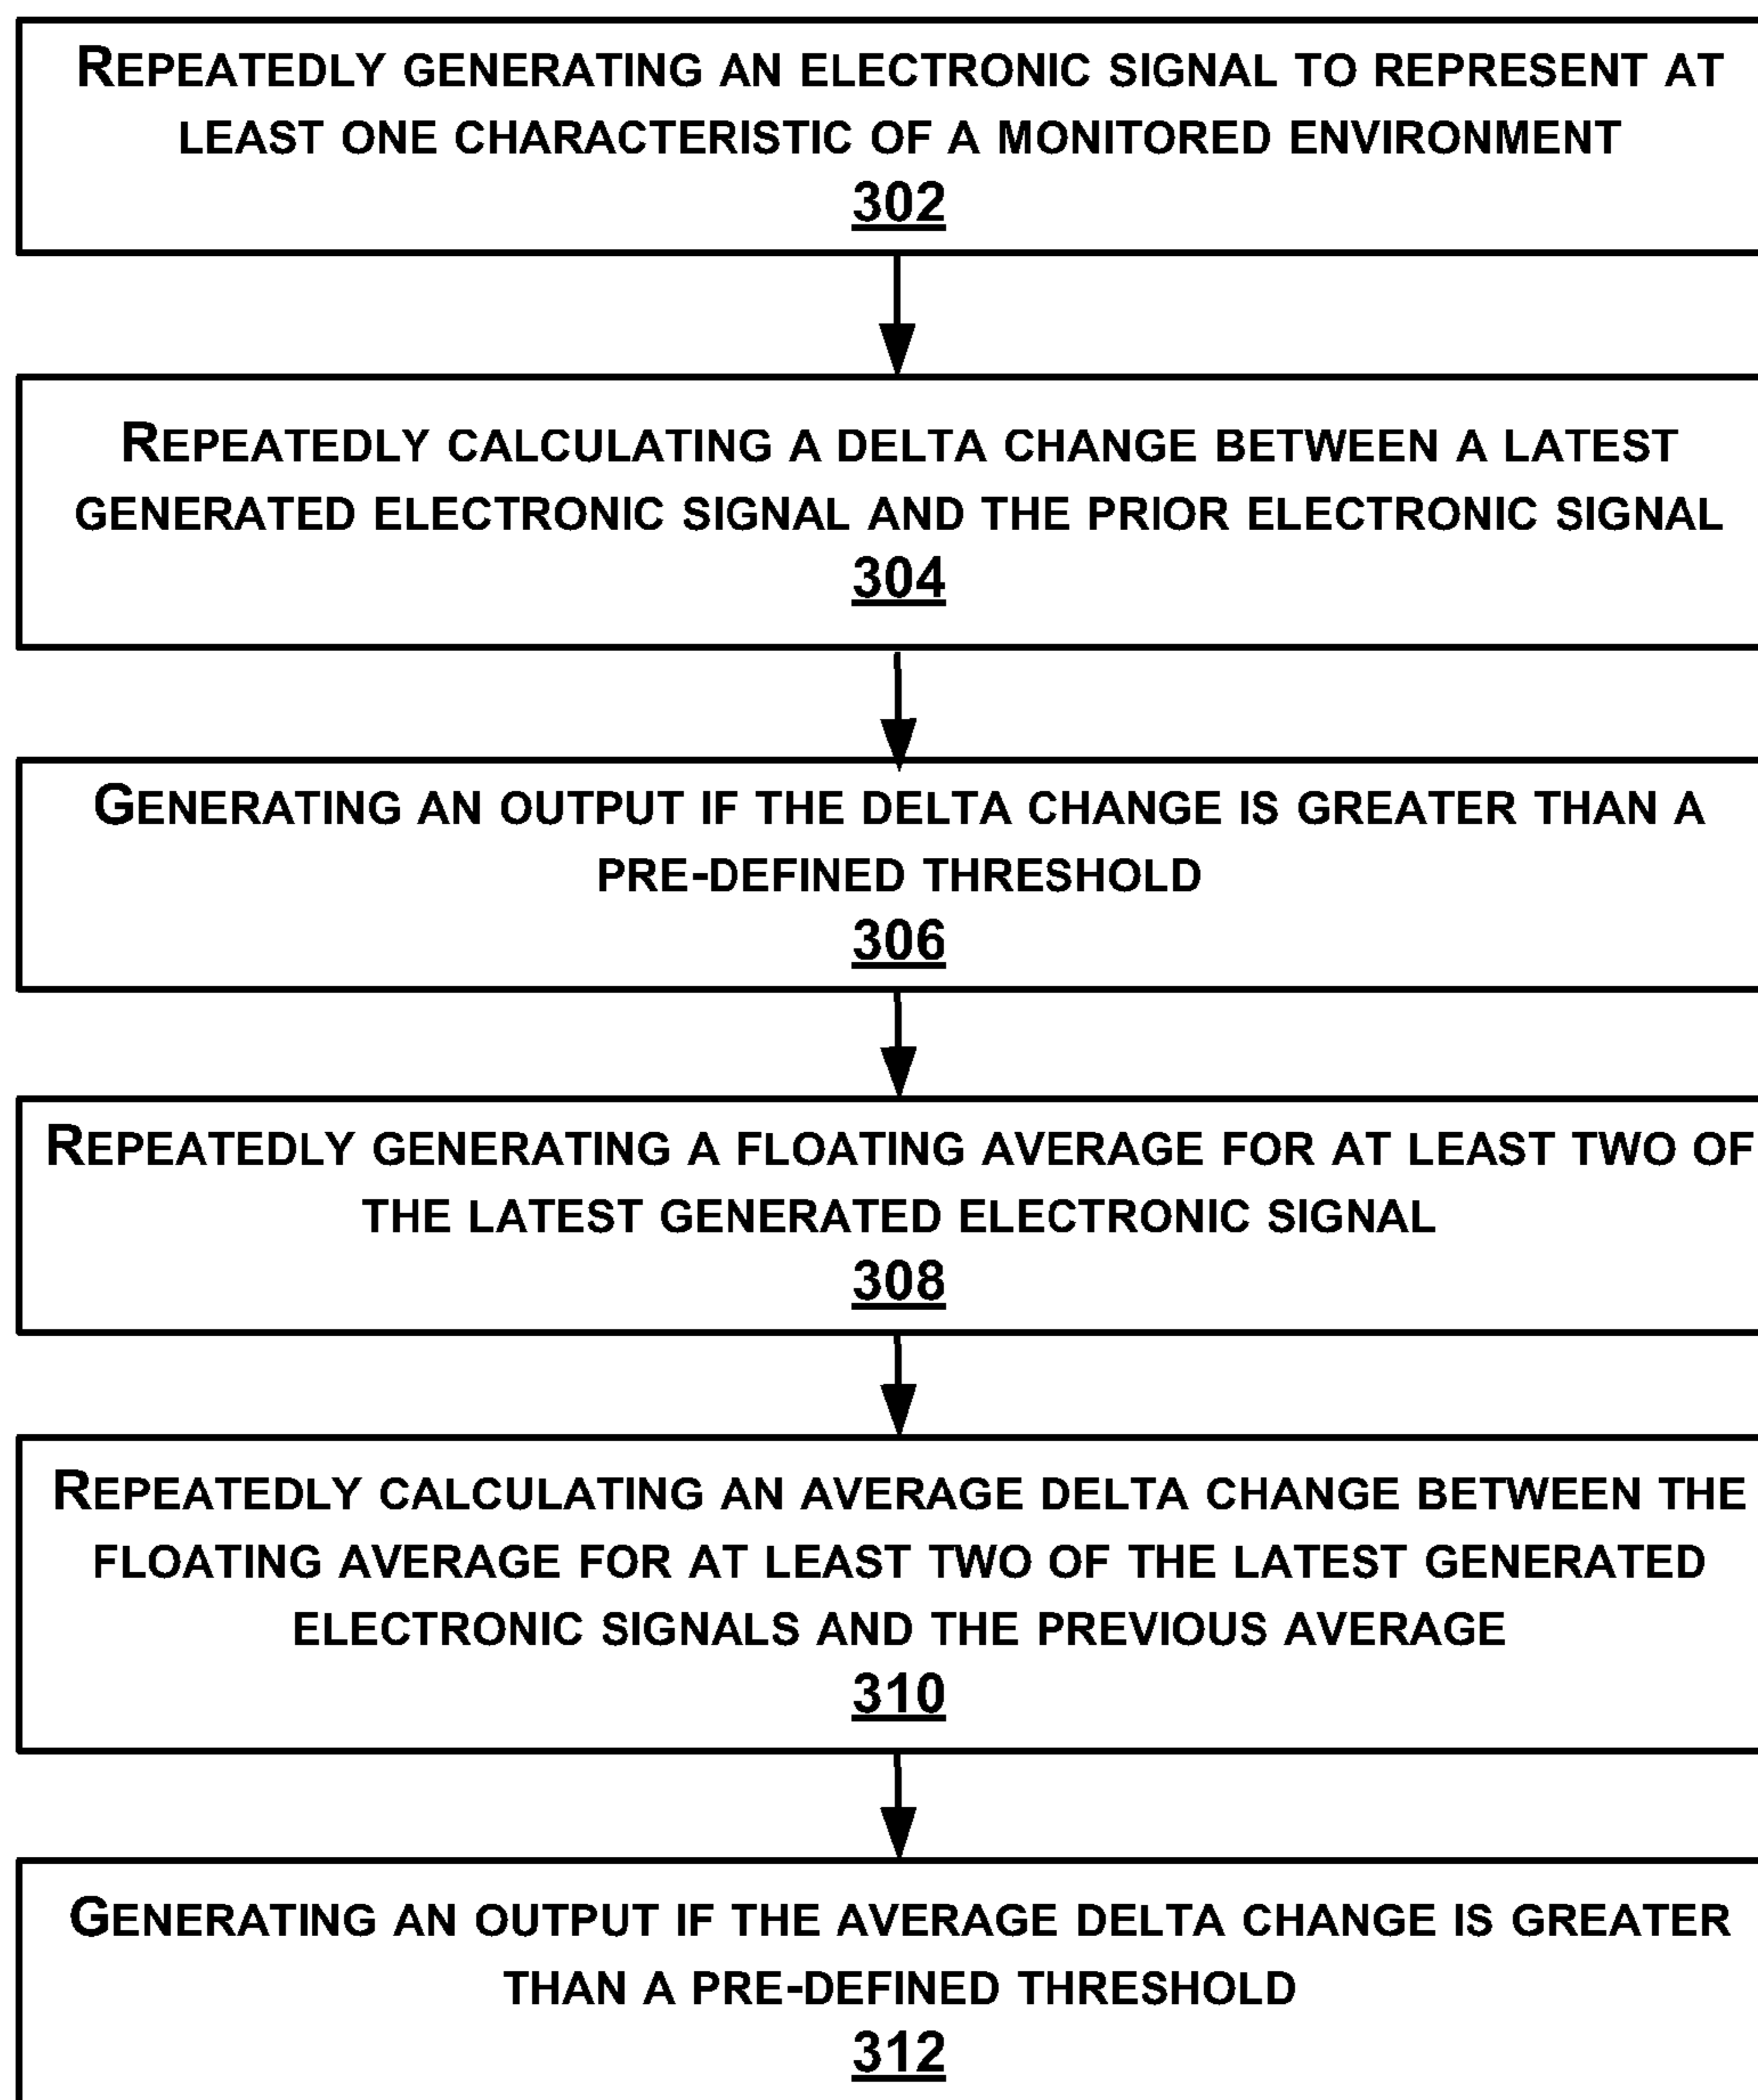 REPEATEDLY GENERATING AN ELECTRONIC SIGNAL TO REPRESENT AT
LEAST ONE CHARACTERISTIC OF A MONITORED ENVIRONMENT
302
REPEATEDLY CALCULATING A DELTA CHANGE BETWEEN A LATEST
GENERATED ELECTRONIC SIGNAL AND THE PRIOR ELECTRONIC SIGNAL
304
GENERATING AN OUTPUT IF THE DELTA CHANGE IS GREATER THAN A
PRE-DEFINED THRESHOLD
306
REPEATEDLY GENERATING A FLOATING AVERAGE FOR AT LEAST TWO OF
THE LATEST GENERATED ELECTRONIC SIGNAL
308
REPEATEDLY CALCULATING AN AVERAGE DELTA CHANGE BETWEEN THE
FLOATING AVERAGE FOR AT LEAST TWO OF THE LATEST GENERATED
ELECTRONIC SIGNALS AND THE PREVIOUS AVERAGE
310
GENERATING AN OUTPUT IF THE AVERAGE DELTA CHANGE IS GREATER
THAN A PRE-DEFINED THRESHOLD
312